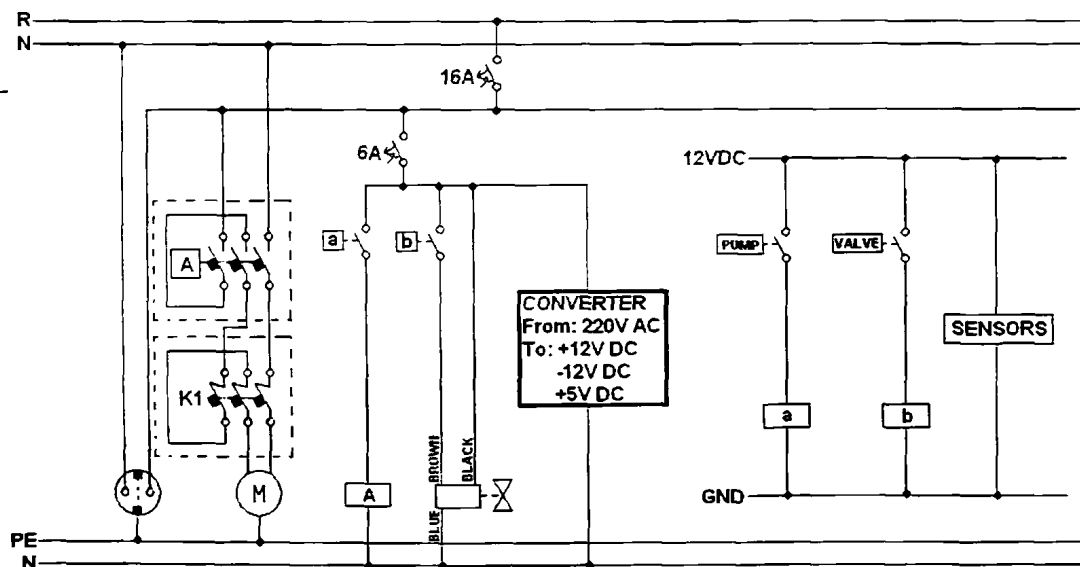 R
N
16A
6A
12VDC
a
b
PUMP
VALVE
A
CONVERTER
From: 220V AC
To: +12V DC
-12V DC
+5V DC
SENSORS
K1
a
b
BROWN
BLACK
M
A
GND
BLUE
PE
N